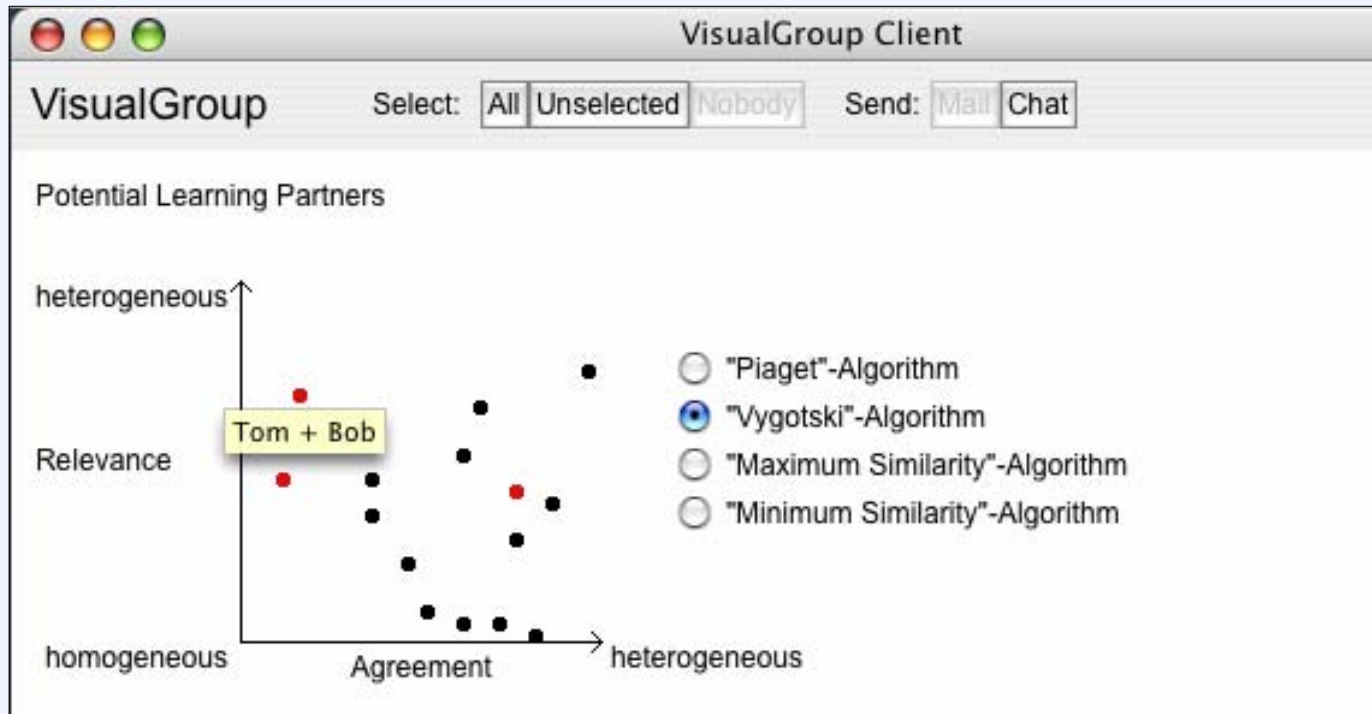 VisualGroup Client
VisualGroup Select: All Unselected Nobody Send: Mail Chat
Potential Learning Partners
heterogeneous
"Piaget"-Algorithm
"Vygotski"-Algorithm
Tom + Bob
Relevance
"Maximum Similarity"-Algorithm
"Minimum Similarity"-Algorithm
homogeneous
Agreement
heterogeneous